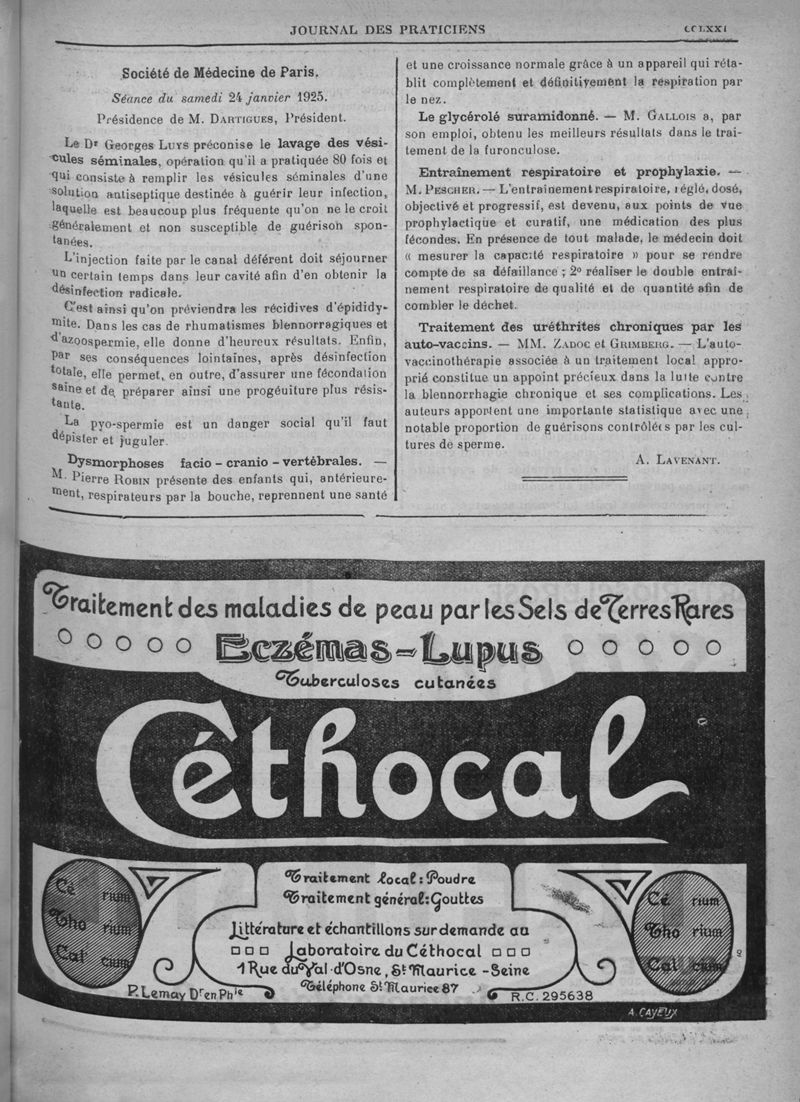 JOURNAL DES PRATICIENS
CCLXXI
Société de Médecine de Paris.
Séance du samedi 24 janvier 1925.
Présidence de M. DARTIGUES, Président.
Le Dr Georges LUYS préconise le lavage des vési-
cules séminales, opération qu'il a pratiquée 80 fois et
qui consiste à remplir les vésicules séminales d'une
solution antiseptique destinée à guérir leur infection,
laquelle est beaucoup plus fréquente qu'on ne le croit
généralement et non susceptible de guérison spon-
tanées.
L'injection faite par le canal déférent doit séjourner
un certain temps dans leur cavité afin d'en obtenir la
désinfection radicale.
C'est ainsi qu'on préviendra les récidives d'épididy-
mite. Dans les cas de rhumatismes blennorragiques et
d'azoospermie, elle donne d'heureux résultats. Enfin,
par ses conséquences lointaines, après désinfection
totale, elle permet, en outre, d'assurer une fécondation
saine et de préparer ainsi une progéuiture plus résis-
tante.
La pyo-spermie est un danger social qu'il faut
dépister et juguler.
Dysmorphoses facio - cranio - vertébrales. —
M. Pierre ROBIN présente des enfants qui, antérieure-
ment, respirateurs par la bouche, reprennent une santé
et une croissance normale grâce à un appareil qui réta-
blit complètement et définitivement la respiration par
le nez.
Le glycérolé suramidonné. — M. GALLOIS a, par
son emploi, obtenu les meilleurs résultats dans le trai-
tement de la furonculose.
Entraînement respiratoire et prophylaxie. —
M. PESCHER. — L'entrainement respiratoire, réglé, dosé,
objectivé et progressif, est devenu, aux points de vue
prophylactique et curatif, une médication des plus
fécondes. En présence de tout malade, le médecin doit
« mesurer la capacité respiratoire » pour se rendre
compte de sa défaillance ; 2° réaliser le double entraî-
nement respiratoire de qualité et de quantité afin de
combler le déchet.
Traitement des uréthrites chroniques par les
auto-vaccins. — MM. ZADOC et GRIMBERG. — L'auto-
vaccinothérapie associée à un traitement local appro-
prié constitue un appoint précieux dans la lutte contre
la blennorrhagie chronique et ses complications. Les
auteurs apportent une importante statistique avec une
notable proportion de guérisons contrôlées par les cul-
tures de sperme.
A. LAVENANT.
Traitement des maladies de peau par les Sels de Terres Rares
Eczémas - Lupus
Tuberculoses cutanées
Céthocal
Traitement local : Poudre
Traitement général : Gouttes
Littérature et échantillons sur demande au
Laboratoire du Céthocal
1 Rue du Val d'Osne, St Maurice - Seine
Téléphone St Maurice 87
Cé rium
Tho rium
Cal cium
Cé rium
Tho rium
Cal cium
P. Lemay Dr en Phie
R.C. 295638
A. CAYEUX